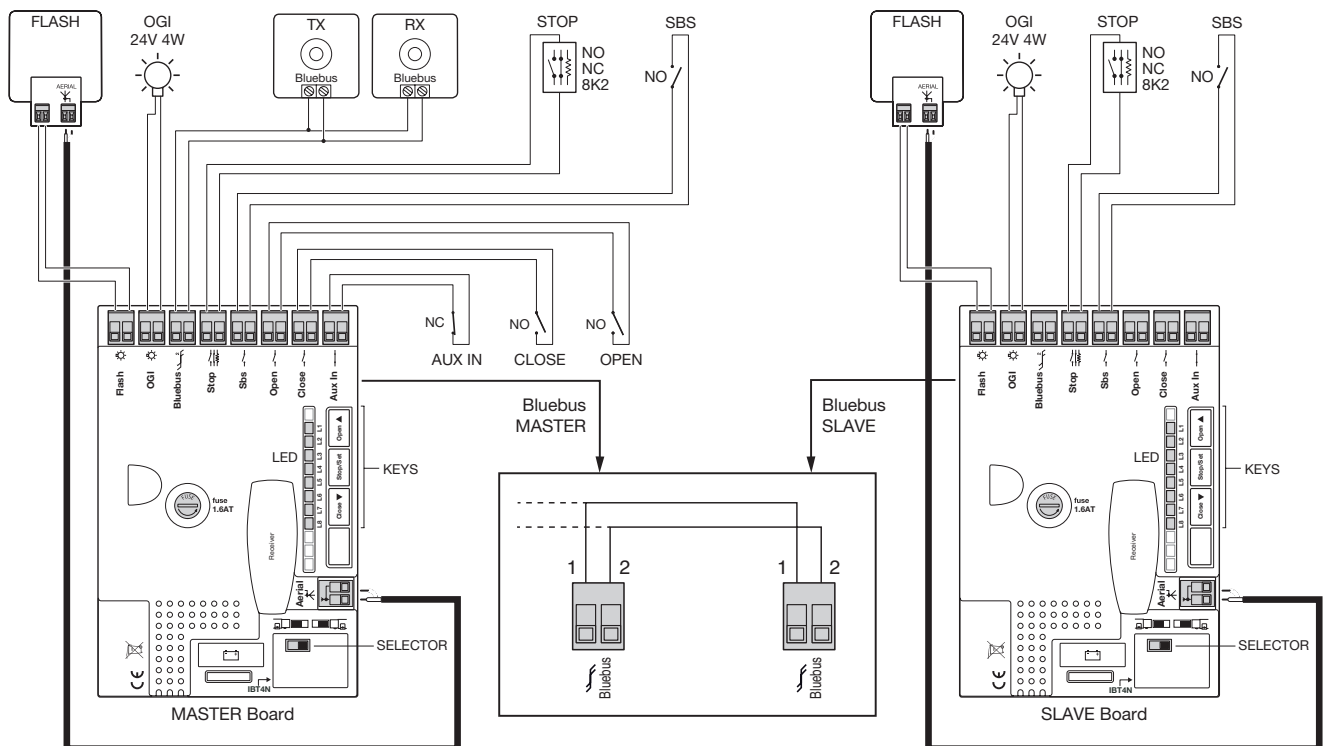 FLASH
AERIAL
OGI
24V 4W
TX
Bluebus
RX
Bluebus
STOP
NO
NC
8K2
SBS
NO
NC
AUX IN
NO
CLOSE
NO
OPEN
Flash
OGI
Bluebus
Stop
Sbs
Open
Close
Aux In
LED
L1
L2
L3
L4
L5
L6
L7
L8
Open ▲
Stop/Set
Close ▼
KEYS
FUSE
fuse
1.6AT
Receiver
Aerial
SELECTOR
IBT4N
CE
MASTER Board
Bluebus
MASTER
Bluebus
SLAVE
1
2
1
2
Bluebus
Bluebus
FLASH
AERIAL
OGI
24V 4W
STOP
NO
NC
8K2
SBS
NO
Flash
OGI
Bluebus
Stop
Sbs
Open
Close
Aux In
LED
L1
L2
L3
L4
L5
L6
L7
L8
Open ▲
Stop/Set
Close ▼
KEYS
FUSE
fuse
1.6AT
Receiver
Aerial
SELECTOR
IBT4N
CE
SLAVE Board